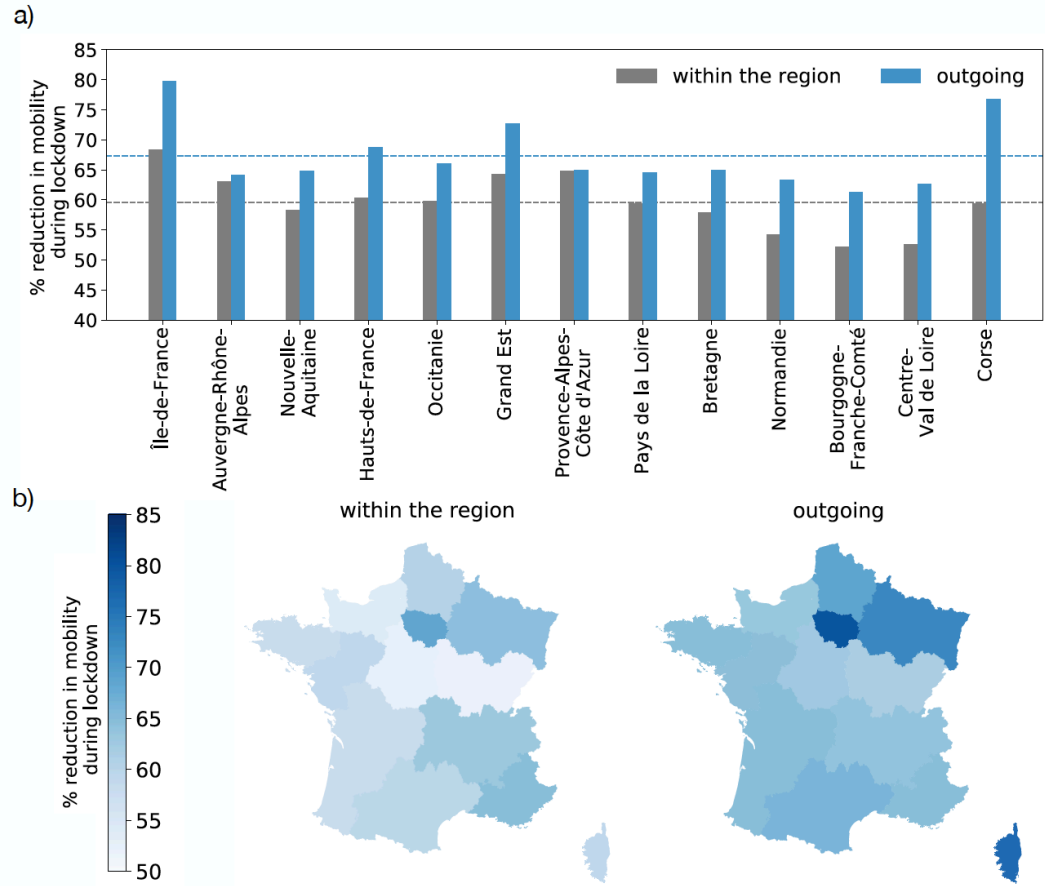 a)
85
80
75
70
65
60
55
50
45
40
% reduction in mobility
during lockdown
within the region
outgoing
Île-de-France
Auvergne-Rhône-
Alpes
Nouvelle-
Aquitaine
Hauts-de-France
Occitanie
Grand Est
Provence-Alpes-
Côte d'Azur
Pays de la Loire
Bretagne
Normandie
Bourgogne-
Franche-Comté
Centre-
Val de Loire
Corse
b)
% reduction in mobility
during lockdown
85
80
75
70
65
60
55
50
within the region
outgoing